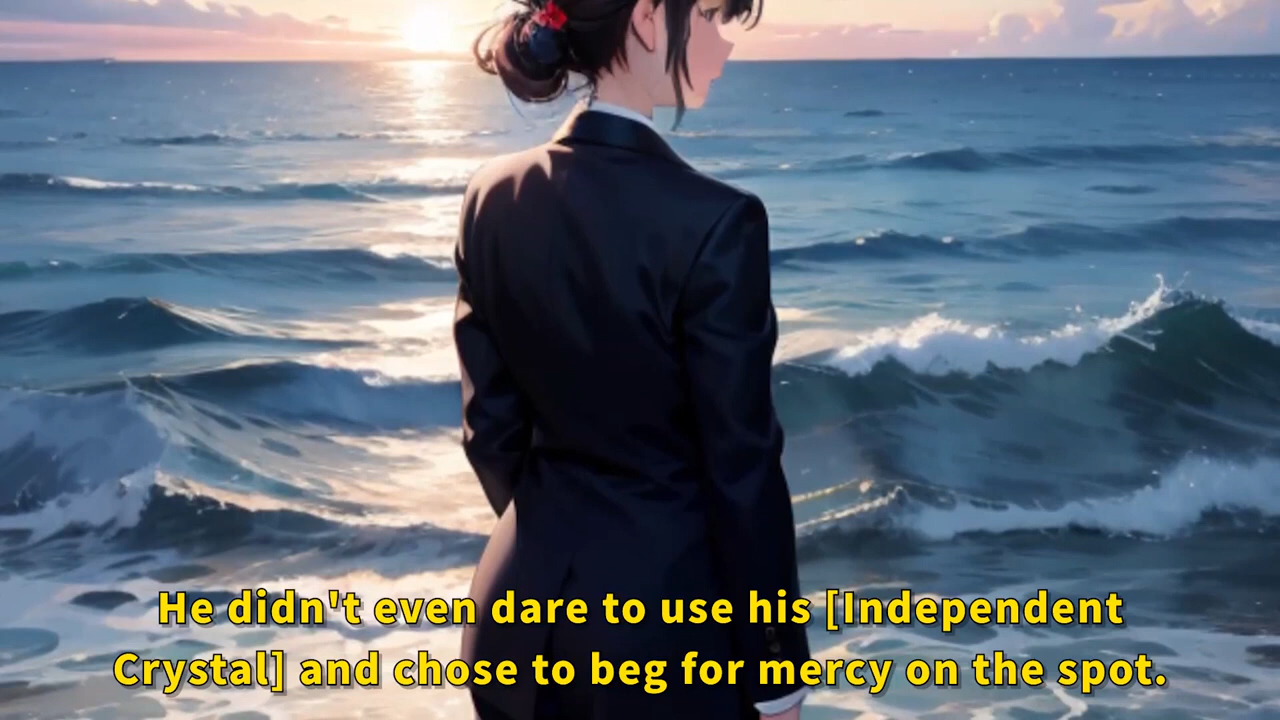 He didn't even dare to use his [Independent
Crystal] and chose to beg for mercy on the spot.